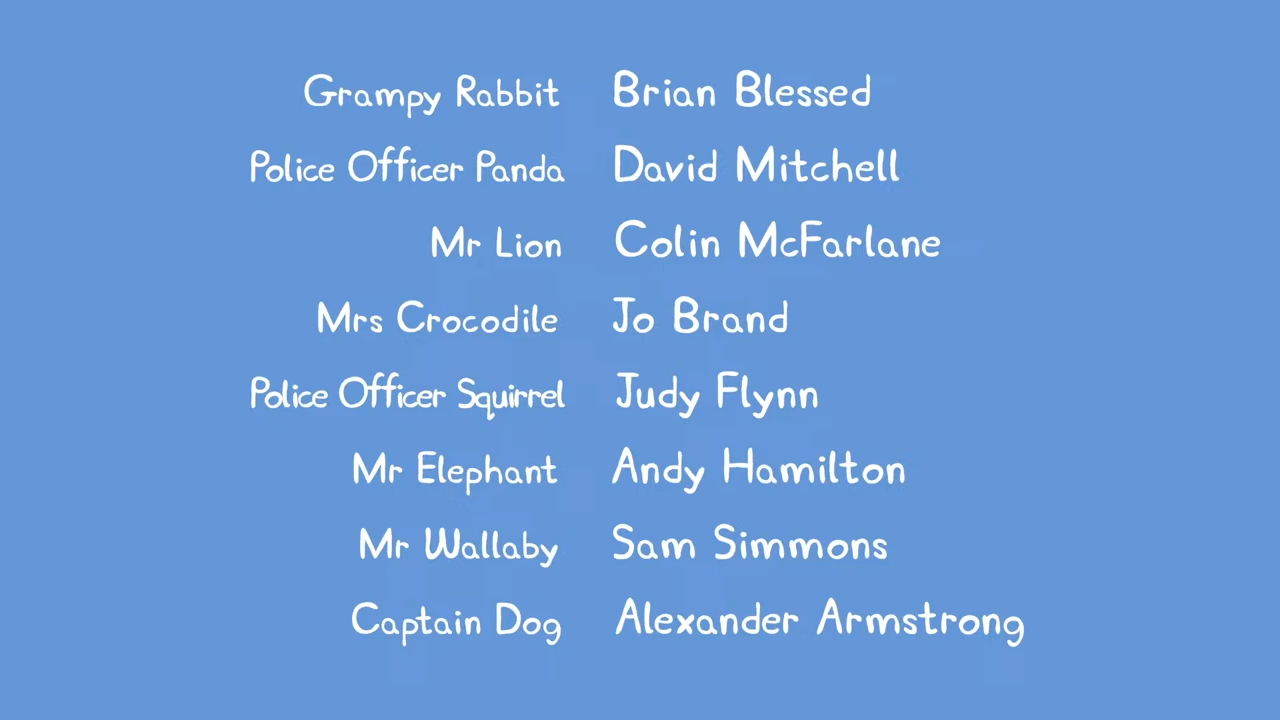 Grampy Rabbit Brian Blessed
Police Officer Panda David Mitchell
Mr Lion Colin McFarlane
Mrs Crocodile Jo Brand
Police Officer Squirrel Judy Flynn
Mr Elephant Andy Hamilton
Mr Wallaby Sam Simmons
Captain Dog Alexander Armstrong